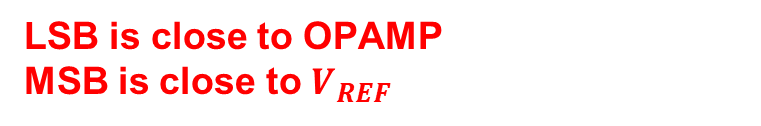 LSB is close to OPAMP
MSB is close to V_REF